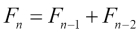 Fₙ = Fₙ₋₁ + Fₙ₋₂